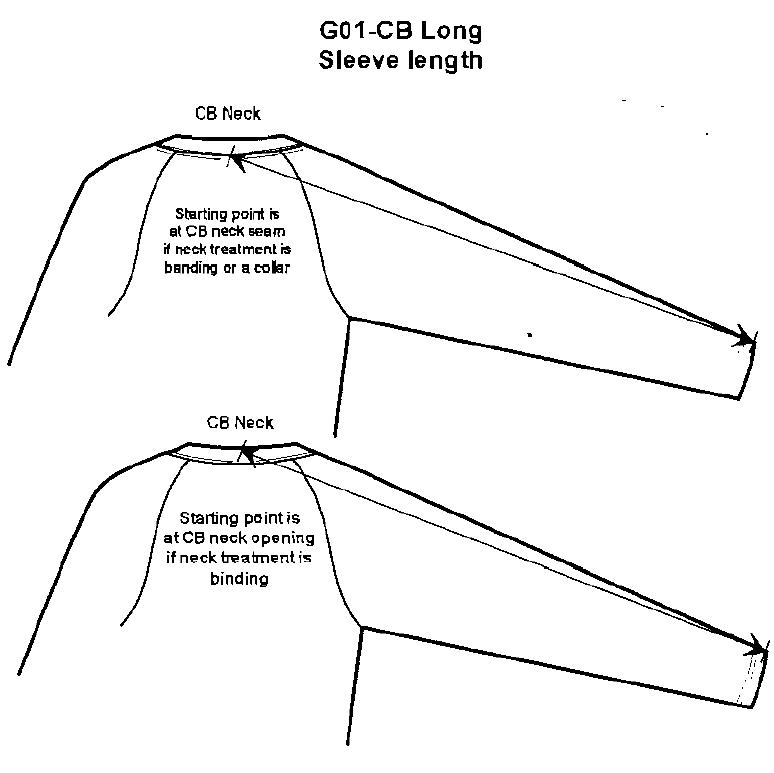 G01-CB Long
Sleeve length
CB Neck
Starting point is
at CB neck seam
if neck treatment is
banding or a collar
CB Neck
Starting point is
at CB neck opening
if neck treatment is
binding